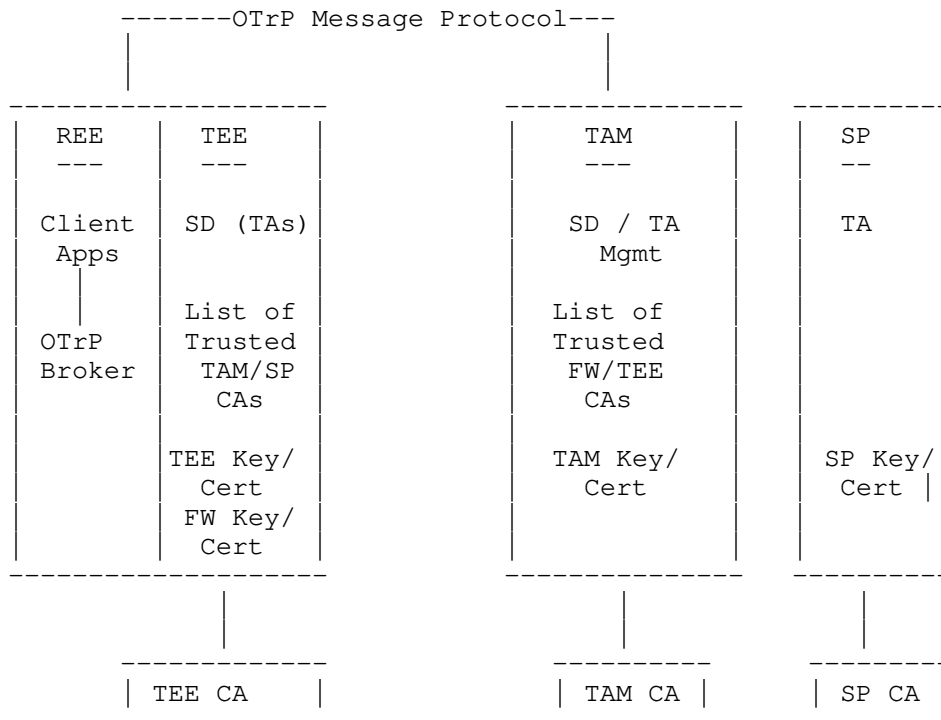 -------OTrP Message Protocol---
REE TEE TAM SP
--- --- --- --
Client SD (TAs) SD / TA TA
Apps Mgmt
List of List of
OTrP Trusted Trusted
Broker TAM/SP FW/TEE
CAs CAs
TEE Key/ TAM Key/ SP Key/
Cert Cert Cert
FW Key/
Cert
TEE CA TAM CA SP CA